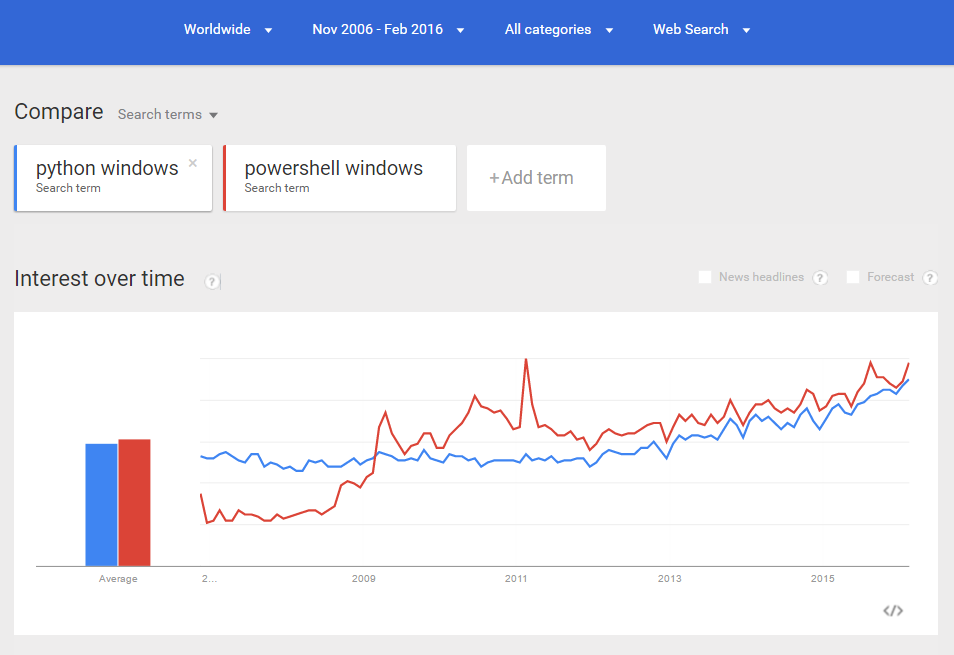 Worldwide Nov 2006 - Feb 2016 All categories Web Search
Compare Search terms
python windows ×
Search term
powershell windows
Search term
+Add term
Interest over time ? News headlines ? Forecast ?
Average 2... 2009 2011 2013 2015
</>